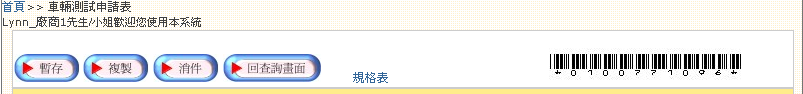 首頁 >> 車輛測試申請表
Lynn_廠商1先生/小姐歡迎您使用本系統
暫存 複製 消件 回查詢畫面 規格表
*0100771096*